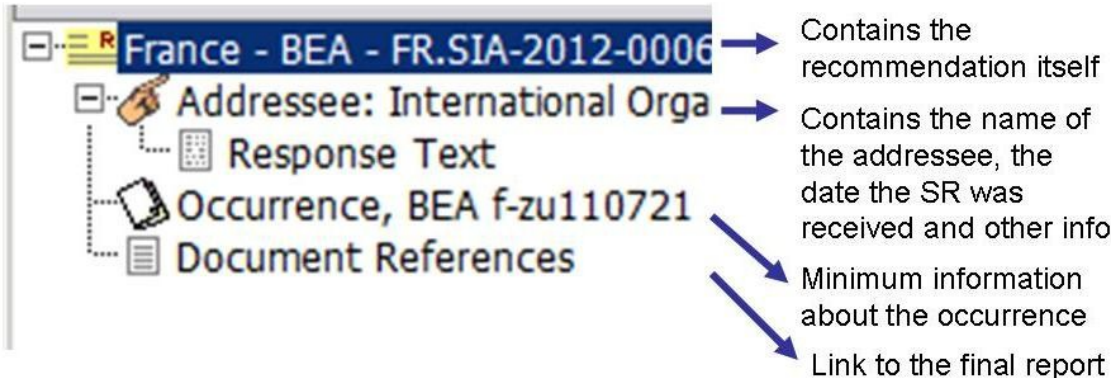 R France - BEA - FR.SIA-2012-0006
Addressee: International Orga
Response Text
Occurrence, BEA f-zu110721
Document References
Contains the
recommendation itself
Contains the name of
the addressee, the
date the SR was
received and other info
Minimum information
about the occurrence
Link to the final report